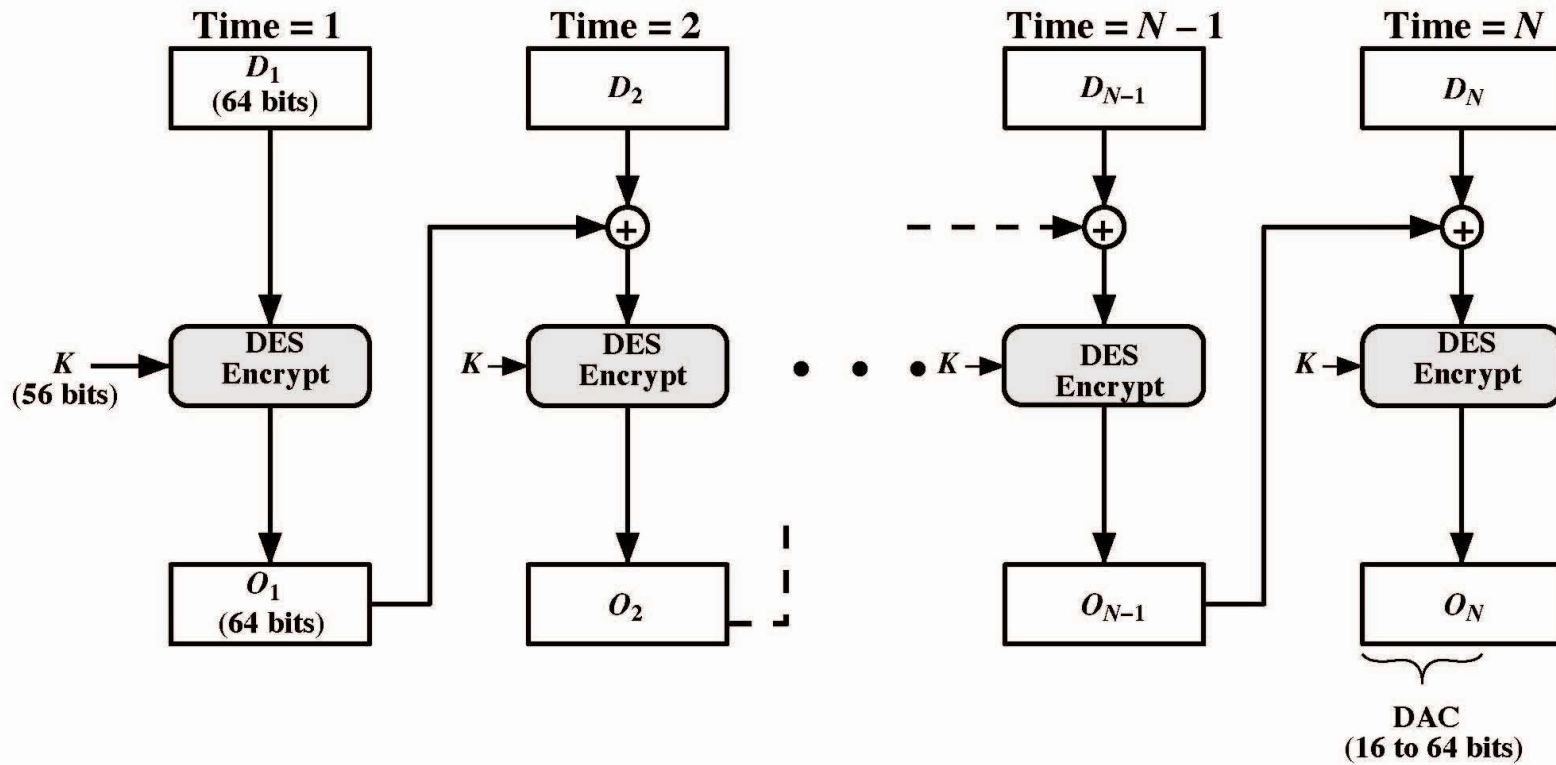 Time = 1
Time = 2
Time = N – 1
Time = N
D1
(64 bits)
D2
DN–1
DN
+
+
+
K
(56 bits)
DES
Encrypt
K
DES
Encrypt
• • •
K
DES
Encrypt
K
DES
Encrypt
O1
(64 bits)
O2
ON–1
ON
DAC
(16 to 64 bits)